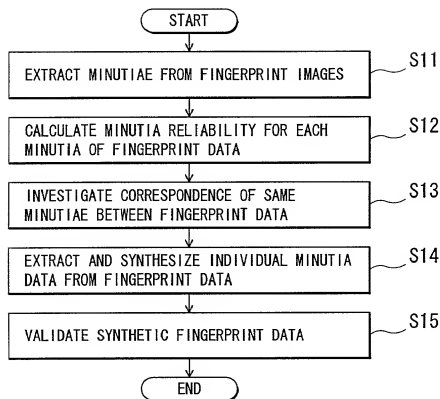 START
EXTRACT MINUTIAE FROM FINGERPRINT IMAGES
S11
CALCULATE MINUTIA RELIABILITY FOR EACH
MINUTIA OF FINGERPRINT DATA
S12
INVESTIGATE CORRESPONDENCE OF SAME
MINUTIAE BETWEEN FINGERPRINT DATA
S13
EXTRACT AND SYNTHESIZE INDIVIDUAL MINUTIA
DATA FROM FINGERPRINT DATA
S14
VALIDATE SYNTHETIC FINGERPRINT DATA
S15
END